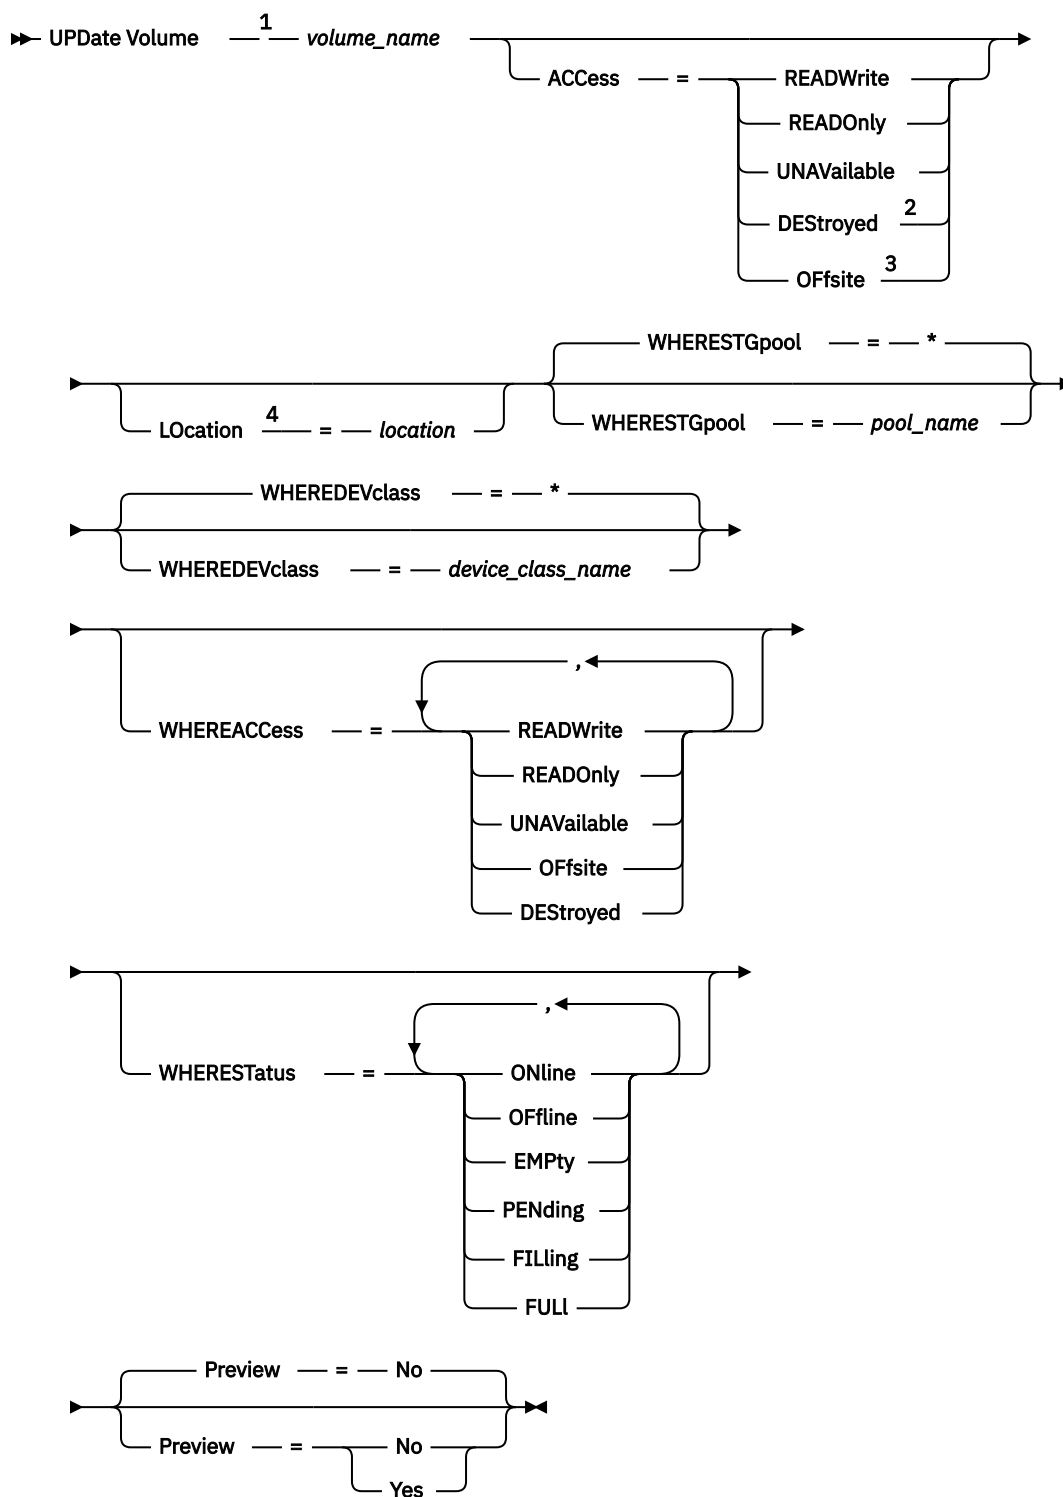 1
UPDate Volume volume_name
ACCess = READWrite
READOnly
UNAVailable
DEStroyed 2
OFfsite 3
WHERESTGpool = *
LOcation 4 = location
WHERESTGpool = pool_name
WHEREDEVclass = *
WHEREDEVclass = device_class_name
,
WHEREACCess = READWrite
READOnly
UNAVailable
OFfsite
DEStroyed
,
WHERESTatus = ONline
OFfline
EMPty
PENding
FILling
FULl
Preview = No
Preview = No
Yes